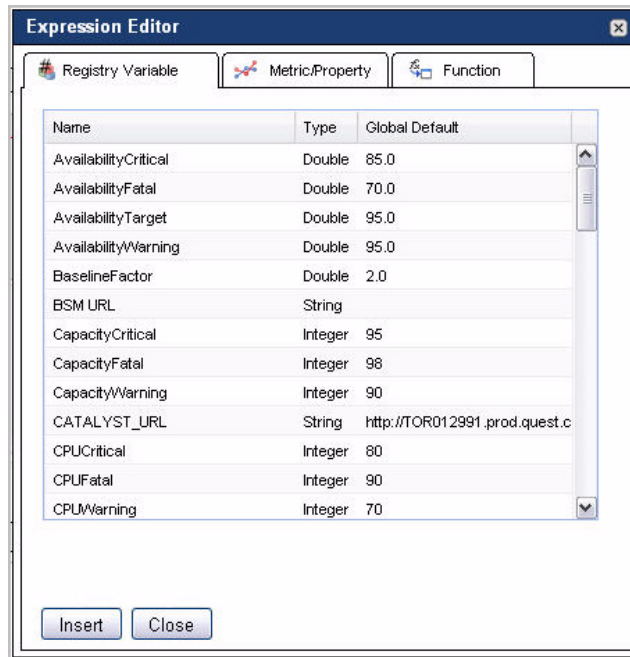 Expression Editor
Registry Variable Metric/Property Function
Name Type Global Default
AvailabilityCritical Double 85.0
AvailabilityFatal Double 70.0
AvailabilityTarget Double 95.0
AvailabilityWarning Double 95.0
BaselineFactor Double 2.0
BSM URL String
CapacityCritical Integer 95
CapacityFatal Integer 98
CapacityWarning Integer 90
CATALYST_URL String http://TOR012991.prod.quest.c
CPUCritical Integer 80
CPUFatal Integer 90
CPUWarning Integer 70
Insert Close